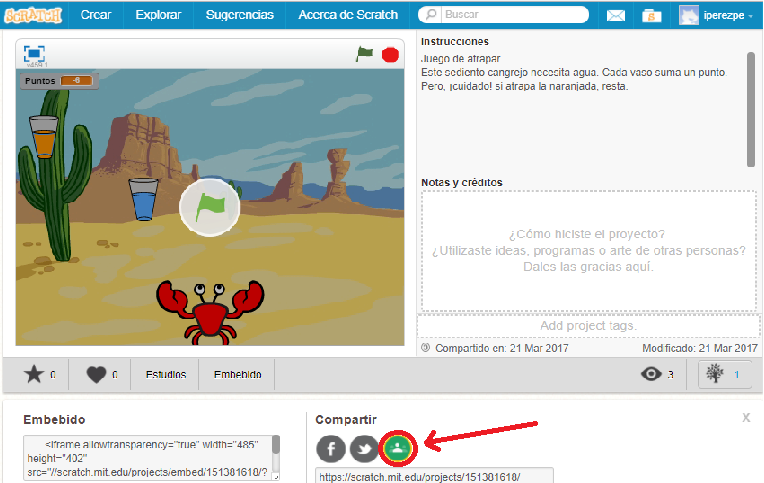 SCRATCH
Crear
Explorar
Sugerencias
Acerca de Scratch
Buscar
iperezpe
Puntos -6
Instrucciones
Juego de atrapar
Este sediento cangrejo necesita agua. Cada vaso suma un punto.
Pero, ¡cuidado! si atrapa la naranjada, resta.
Notas y créditos
¿Cómo hiciste el proyecto?
¿Utilizaste ideas, programas o arte de otras personas?
Dales las gracias aquí.
Add project tags.
Compartido en: 21 Mar 2017
Modificado: 21 Mar 2017
0
0
Estudios
Embebido
3
1
Embebido
<iframe allowtransparency="true" width="485"
height="402"
src="//scratch.mit.edu/projects/embed/151381618/?
Compartir
X
https://scratch.mit.edu/projects/151381618/